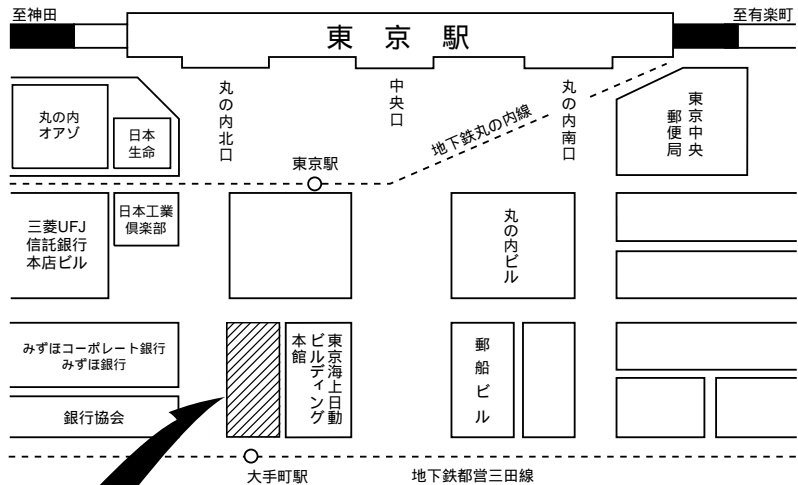 至神田
至有楽町
東京駅
丸の内北口
中央口
丸の内南口
地下鉄丸の内線
東京中央
郵便局
丸の内
オアゾ
日本
生命
東京駅
三菱UFJ
信託銀行
本店ビル
日本工業
倶楽部
丸の内ビル
みずほコーポレート銀行
みずほ銀行
銀行協会
東京海上日動
ビルディング
本館
郵船ビル
大手町駅
地下鉄都営三田線